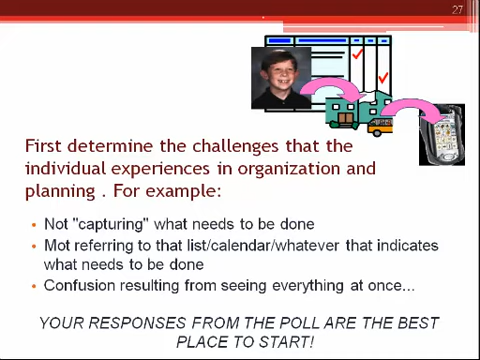 27
First determine the challenges that the
individual experiences in organization and
planning . For example:
• Not "capturing" what needs to be done
• Mot referring to that list/calendar/whatever that indicates
what needs to be done
• Confusion resulting from seeing everything at once...
YOUR RESPONSES FROM THE POLL ARE THE BEST
PLACE TO START!